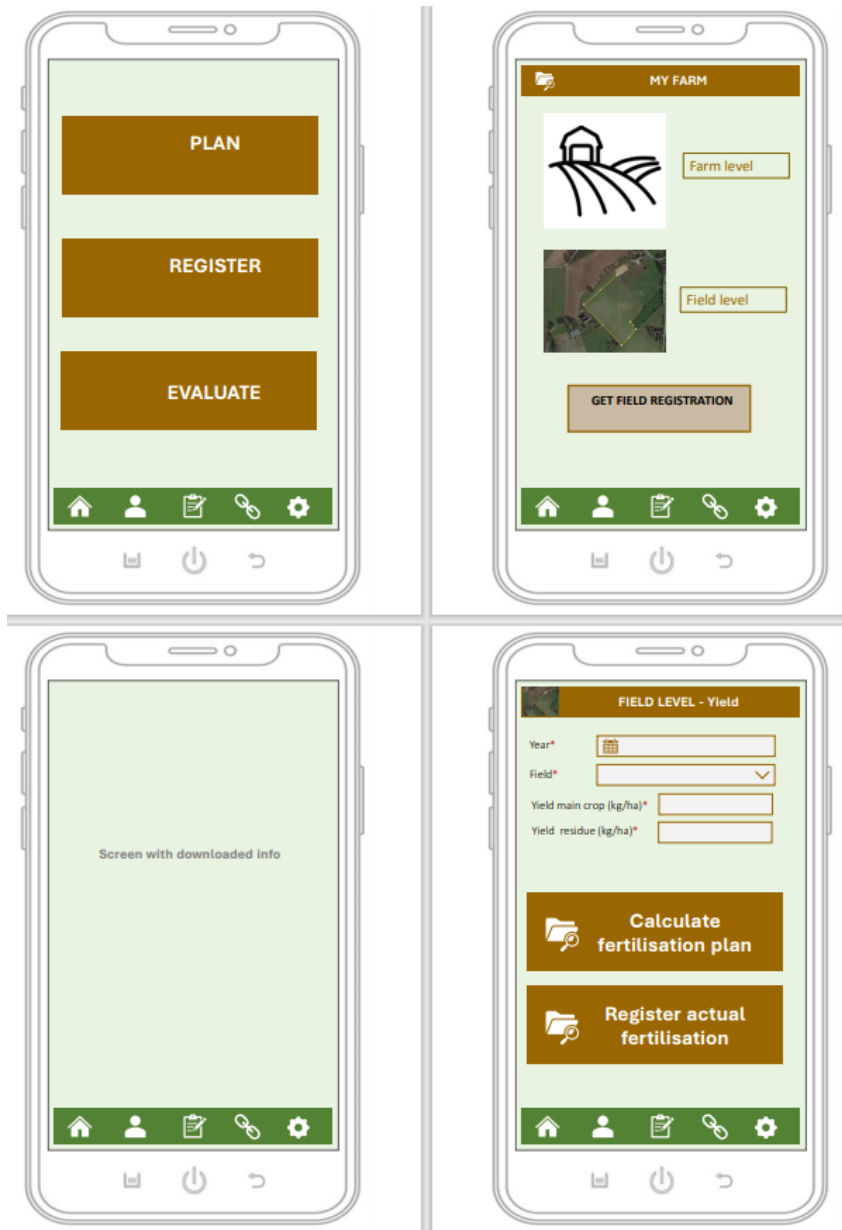 PLAN
REGISTER
EVALUATE
MY FARM
Farm level
Field level
GET FIELD REGISTRATION
Screen with downloaded info
FIELD LEVEL - Yield
Year*
Field*
Yield main crop (kg/ha)*
Yield residue (kg/ha)*
Calculate
fertilisation plan
Register actual
fertilisation